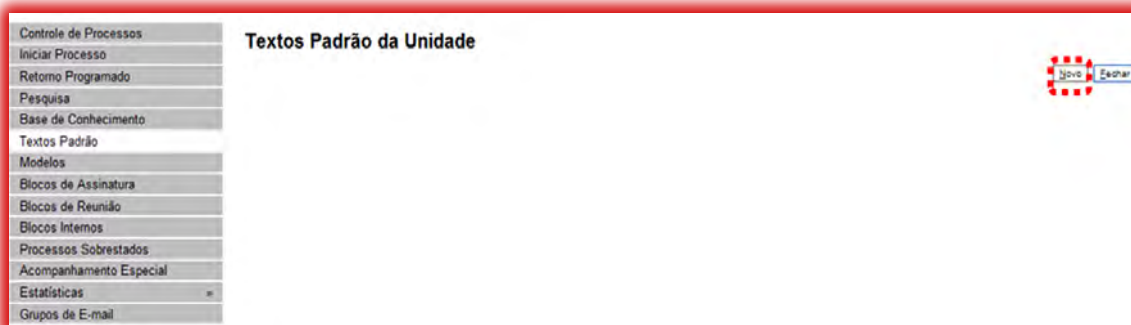 Controle de Processos
Iniciar Processo
Retorno Programado
Pesquisa
Base de Conhecimento
Textos Padrão
Modelos
Blocos de Assinatura
Blocos de Reunião
Blocos Internos
Processos Sobrestados
Acompanhamento Especial
Estatísticas
Grupos de E-mail
Textos Padrão da Unidade
Novo Fechar